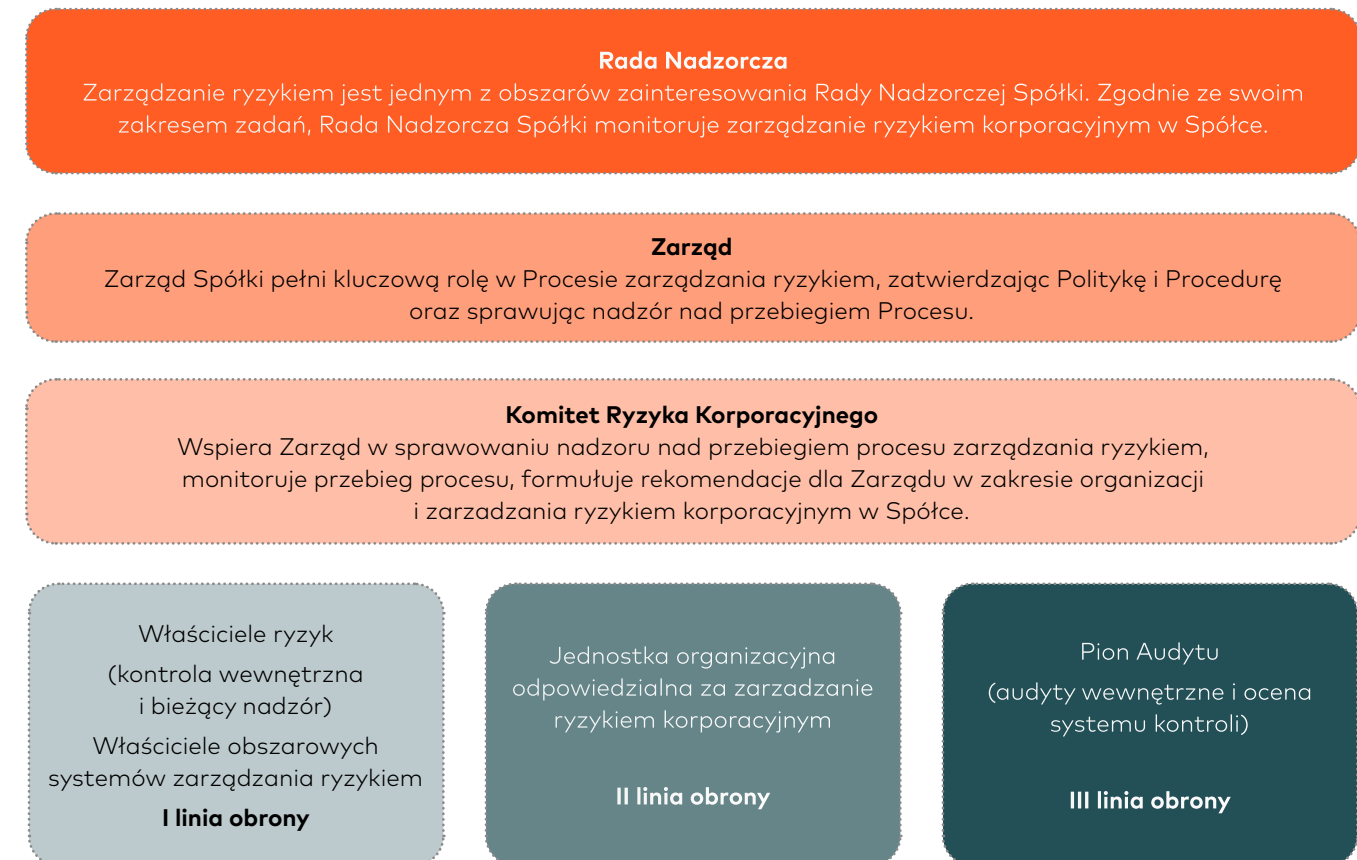 Rada Nadzorcza
Zarządzanie ryzykiem jest jednym z obszarów zainteresowania Rady Nadzorczej Spółki. Zgodnie ze swoim
zakresem zadań, Rada Nadzorcza Spółki monitoruje zarządzanie ryzykiem korporacyjnym w Spółce.
Zarząd
Zarząd Spółki pełni kluczową rolę w Procesie zarządzania ryzykiem, zatwierdzając Politykę i Procedurę
oraz sprawując nadzór nad przebiegiem Procesu.
Komitet Ryzyka Korporacyjnego
Wspiera Zarząd w sprawowaniu nadzoru nad przebiegiem procesu zarządzania ryzykiem,
monitoruje przebieg procesu, formułuje rekomendacje dla Zarządu w zakresie organizacji
i zarzadzania ryzykiem korporacyjnym w Spółce.
Właściciele ryzyk
(kontrola wewnętrzna
i bieżący nadzór)
Właściciele obszarowych
systemów zarządzania ryzykiem
I linia obrony
Jednostka organizacyjna
odpowiedzialna za zarzadzanie
ryzykiem korporacyjnym
II linia obrony
Pion Audytu
(audyty wewnętrzne i ocena
systemu kontroli)
III linia obrony